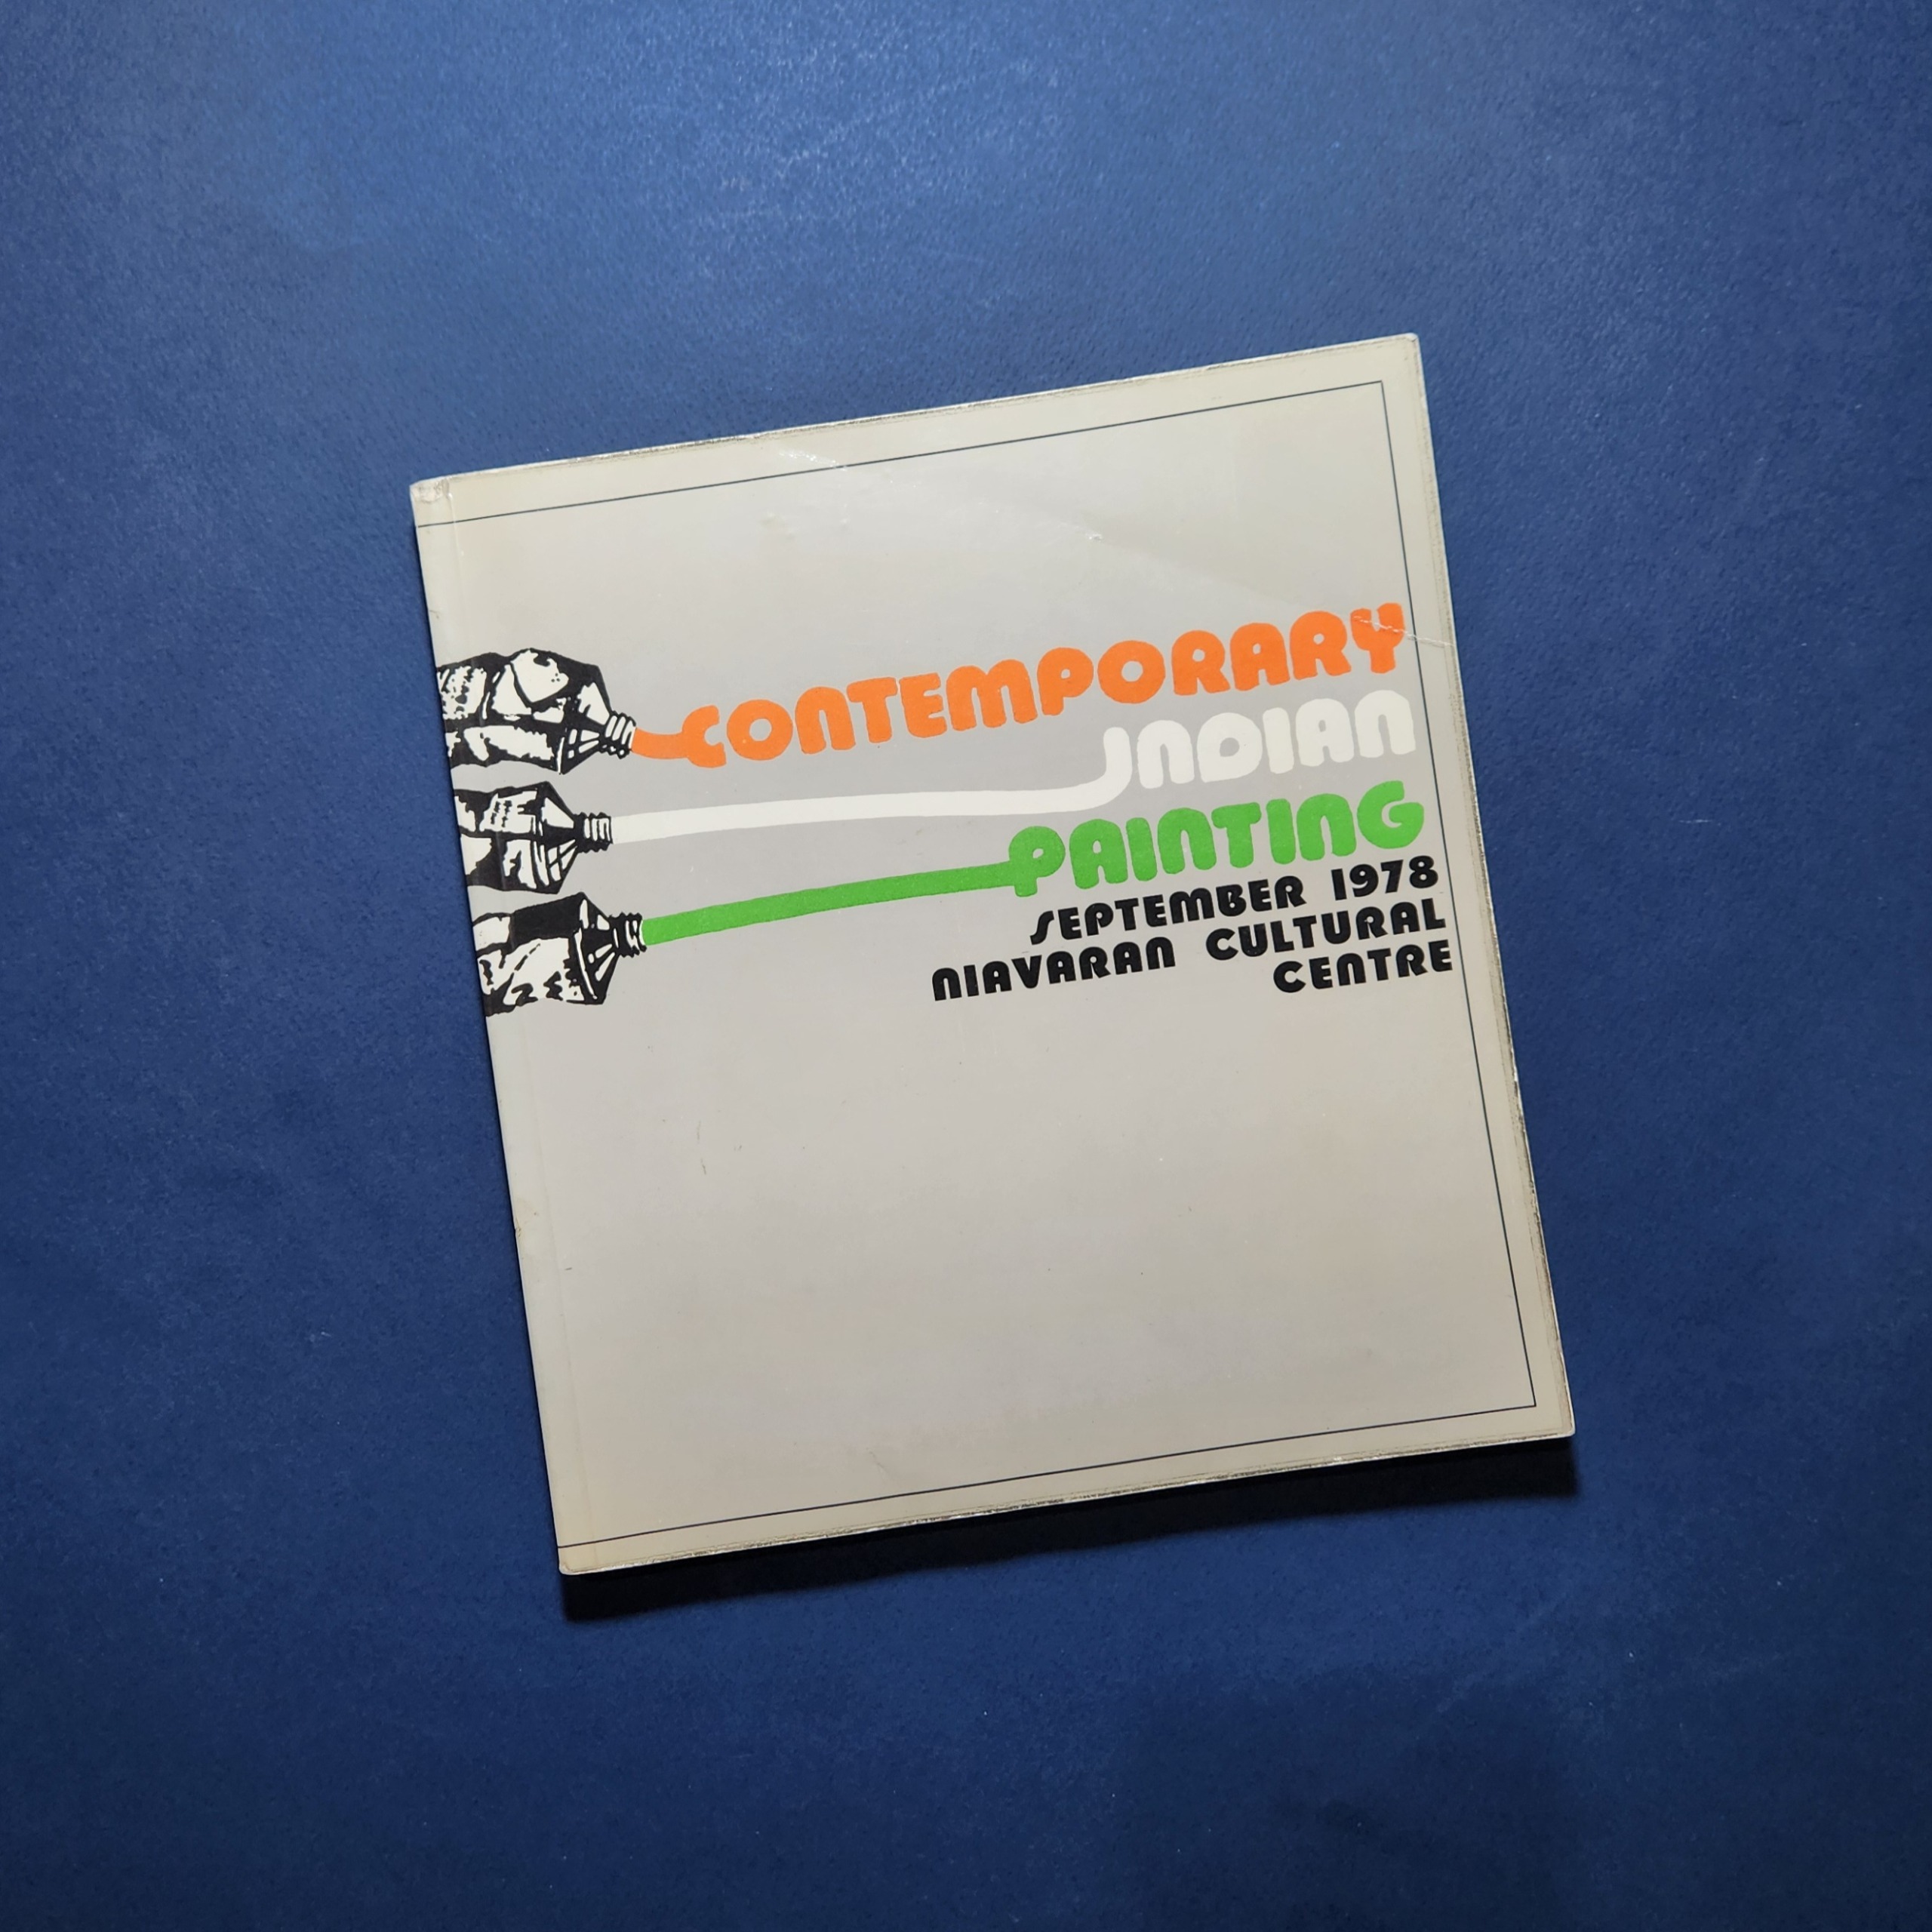 CONTEMPORARY
INDIAN
PAINTING
SEPTEMBER 1978
NIAVARAN CULTURAL
CENTRE